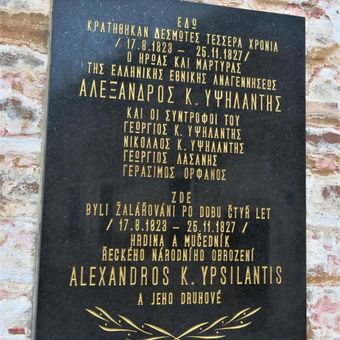 ΕΔΩ
ΚΡΑΤΗΘΗΚΑΝ ΔΕΣΜΩΤΕΣ ΤΕΣΣΕΡΑ ΧΡΟΝΙΑ
/ 17.8.1823 – 25.11.1827 /
Ο ΗΡΩΑΣ ΚΑΙ ΜΑΡΤΥΡΑΣ
ΤΗΣ ΕΛΛΗΝΙΚΗΣ ΕΘΝΙΚΗΣ ΑΝΑΓΕΝΝΗΣΕΩΣ
ΑΛΕΞΑΝΔΡΟΣ Κ. ΥΨΗΛΑΝΤΗΣ
ΚΑΙ ΟΙ ΣΥΝΤΡΟΦΟΙ ΤΟΥ
ΓΕΩΡΓΙΟΣ Κ. ΥΨΗΛΑΝΤΗΣ
ΝΙΚΟΛΑΟΣ Κ. ΥΨΗΛΑΝΤΗΣ
ΓΕΩΡΓΙΟΣ ΛΑΣΑΝΗΣ
ΓΕΡΑΣΙΜΟΣ ΟΡΦΑΝΟΣ
ZDE
BYLI ŽALÁŘOVÁNI PO DOBU ČTYŘ LET
/ 17.8.1823 – 25.11.1827 /
HRDINA A MUČEDNÍK
ŘECKÉHO NÁRODNÍHO OBROZENÍ
ALEXANDROS K. YPSILANTIS
A JEHO DRUHOVÉ